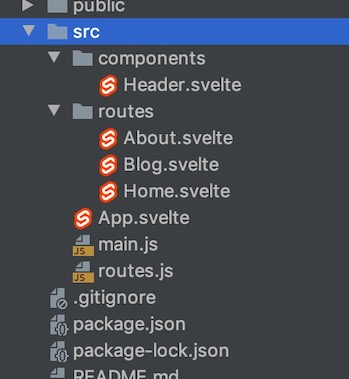 public
src
components
Header.svelte
routes
About.svelte
Blog.svelte
Home.svelte
App.svelte
JS main.js
JS routes.js
.gitignore
package.json
package-lock.json
README.md